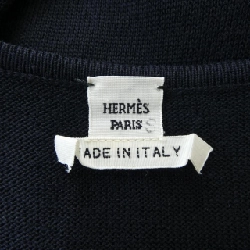 HERMÈS
PARIS S
ADE IN ITALY